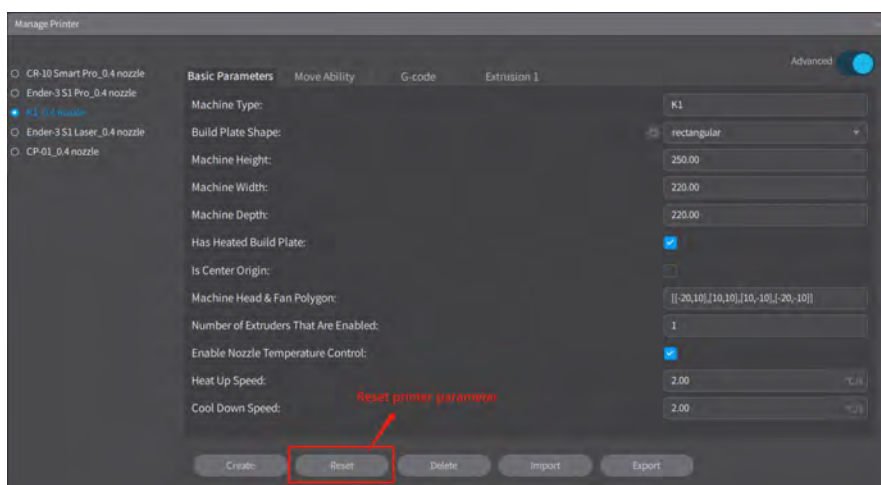 Manage Printer
Advanced
CR-10 Smart Pro_0.4 nozzle
Ender-3 S1 Pro_0.4 nozzle
K1_0.4 nozzle
Ender-3 S1 Laser_0.4 nozzle
CP-01_0.4 nozzle
Basic Parameters Move Ability G-code Extrusion 1
Machine Type: K1
Build Plate Shape: rectangular
Machine Height: 250.00
Machine Width: 220.00
Machine Depth: 220.00
Has Heated Build Plate:
Is Center Origin:
Machine Head & Fan Polygon: [[-20,10],[10,10],[10,-10],[-20,-10]]
Number of Extruders That Are Enabled: 1
Enable Nozzle Temperature Control:
Heat Up Speed: 2.00 °C/s
Cool Down Speed: 2.00 °C/s
Reset printer parameter
Create Reset Delete Import Export